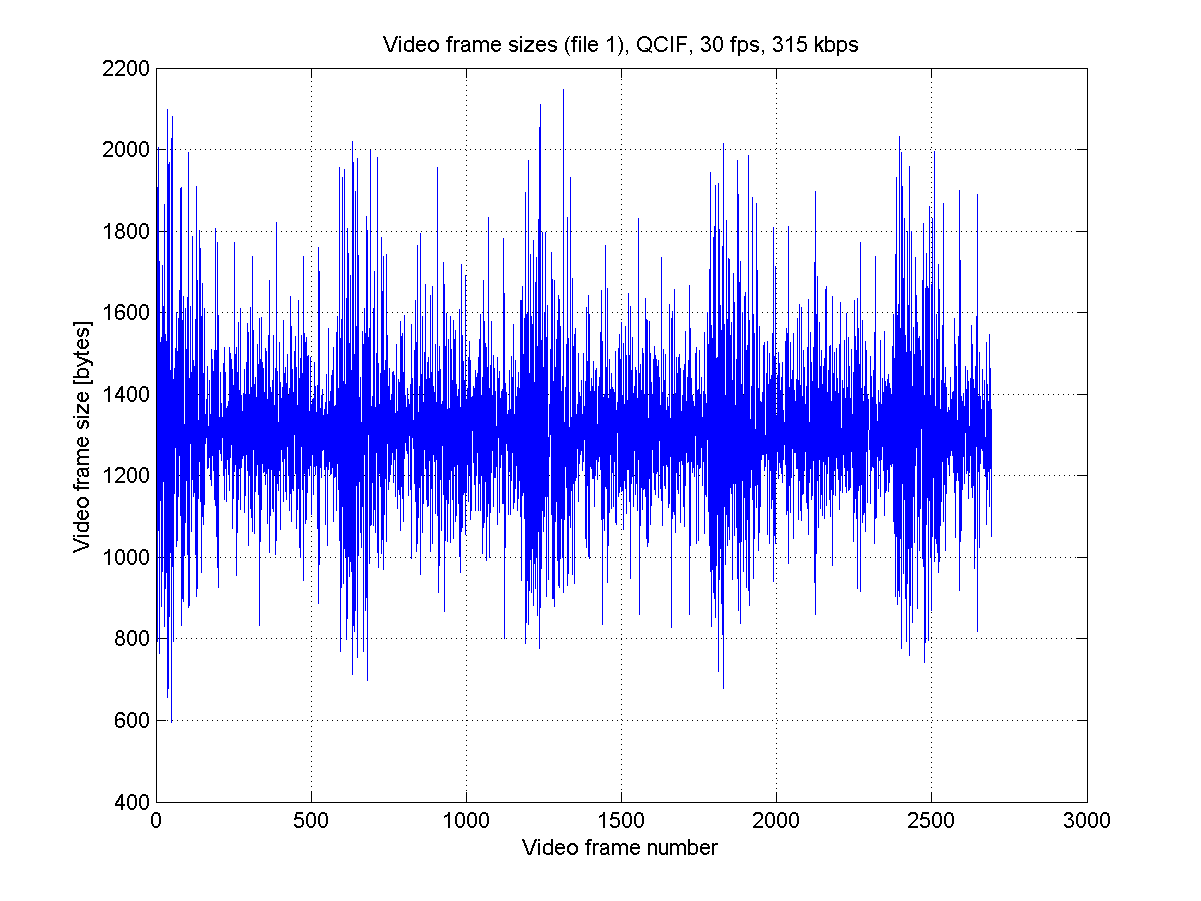 Video frame sizes (file 1), QCIF, 30 fps, 315 kbps
2200
2000
1800
1600
1400
1200
1000
800
600
400
Video frame size [bytes]
0 500 1000 1500 2000 2500 3000
Video frame number